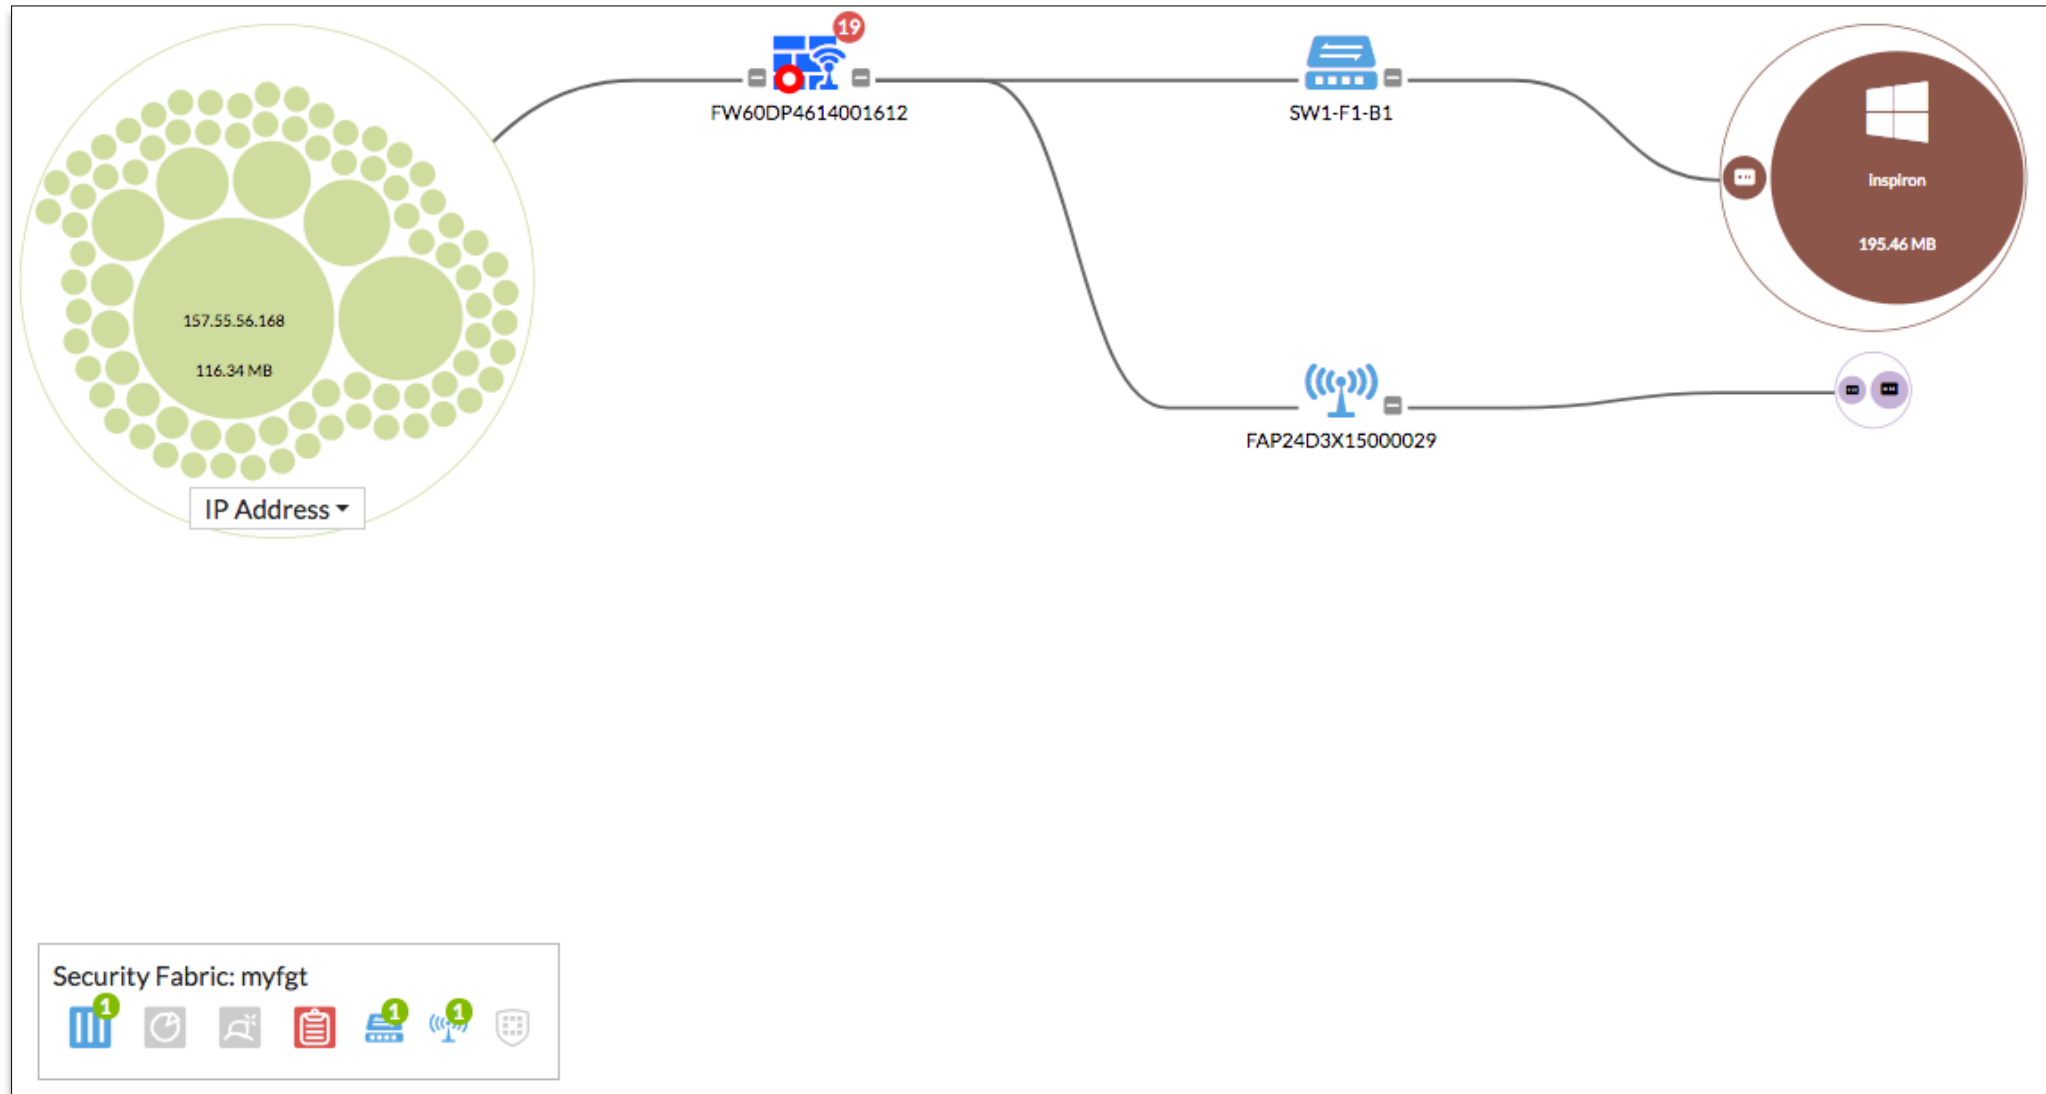 19
FW60DP4614001612
SW1-F1-B1
inspiron
195.46 MB
157.55.56.168
116.34 MB
FAP24D3X15000029
IP Address
Security Fabric: myfgt
1
1
1